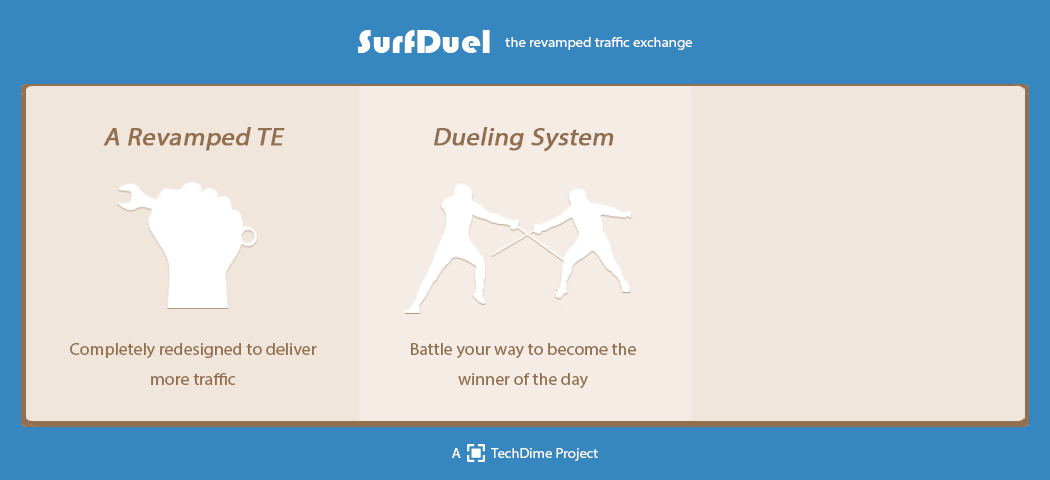 SurfDuel the revamped traffic exchange
A Revamped TE
Completely redesigned to deliver
more traffic
Dueling System
Battle your way to become the
winner of the day
A TechDime Project